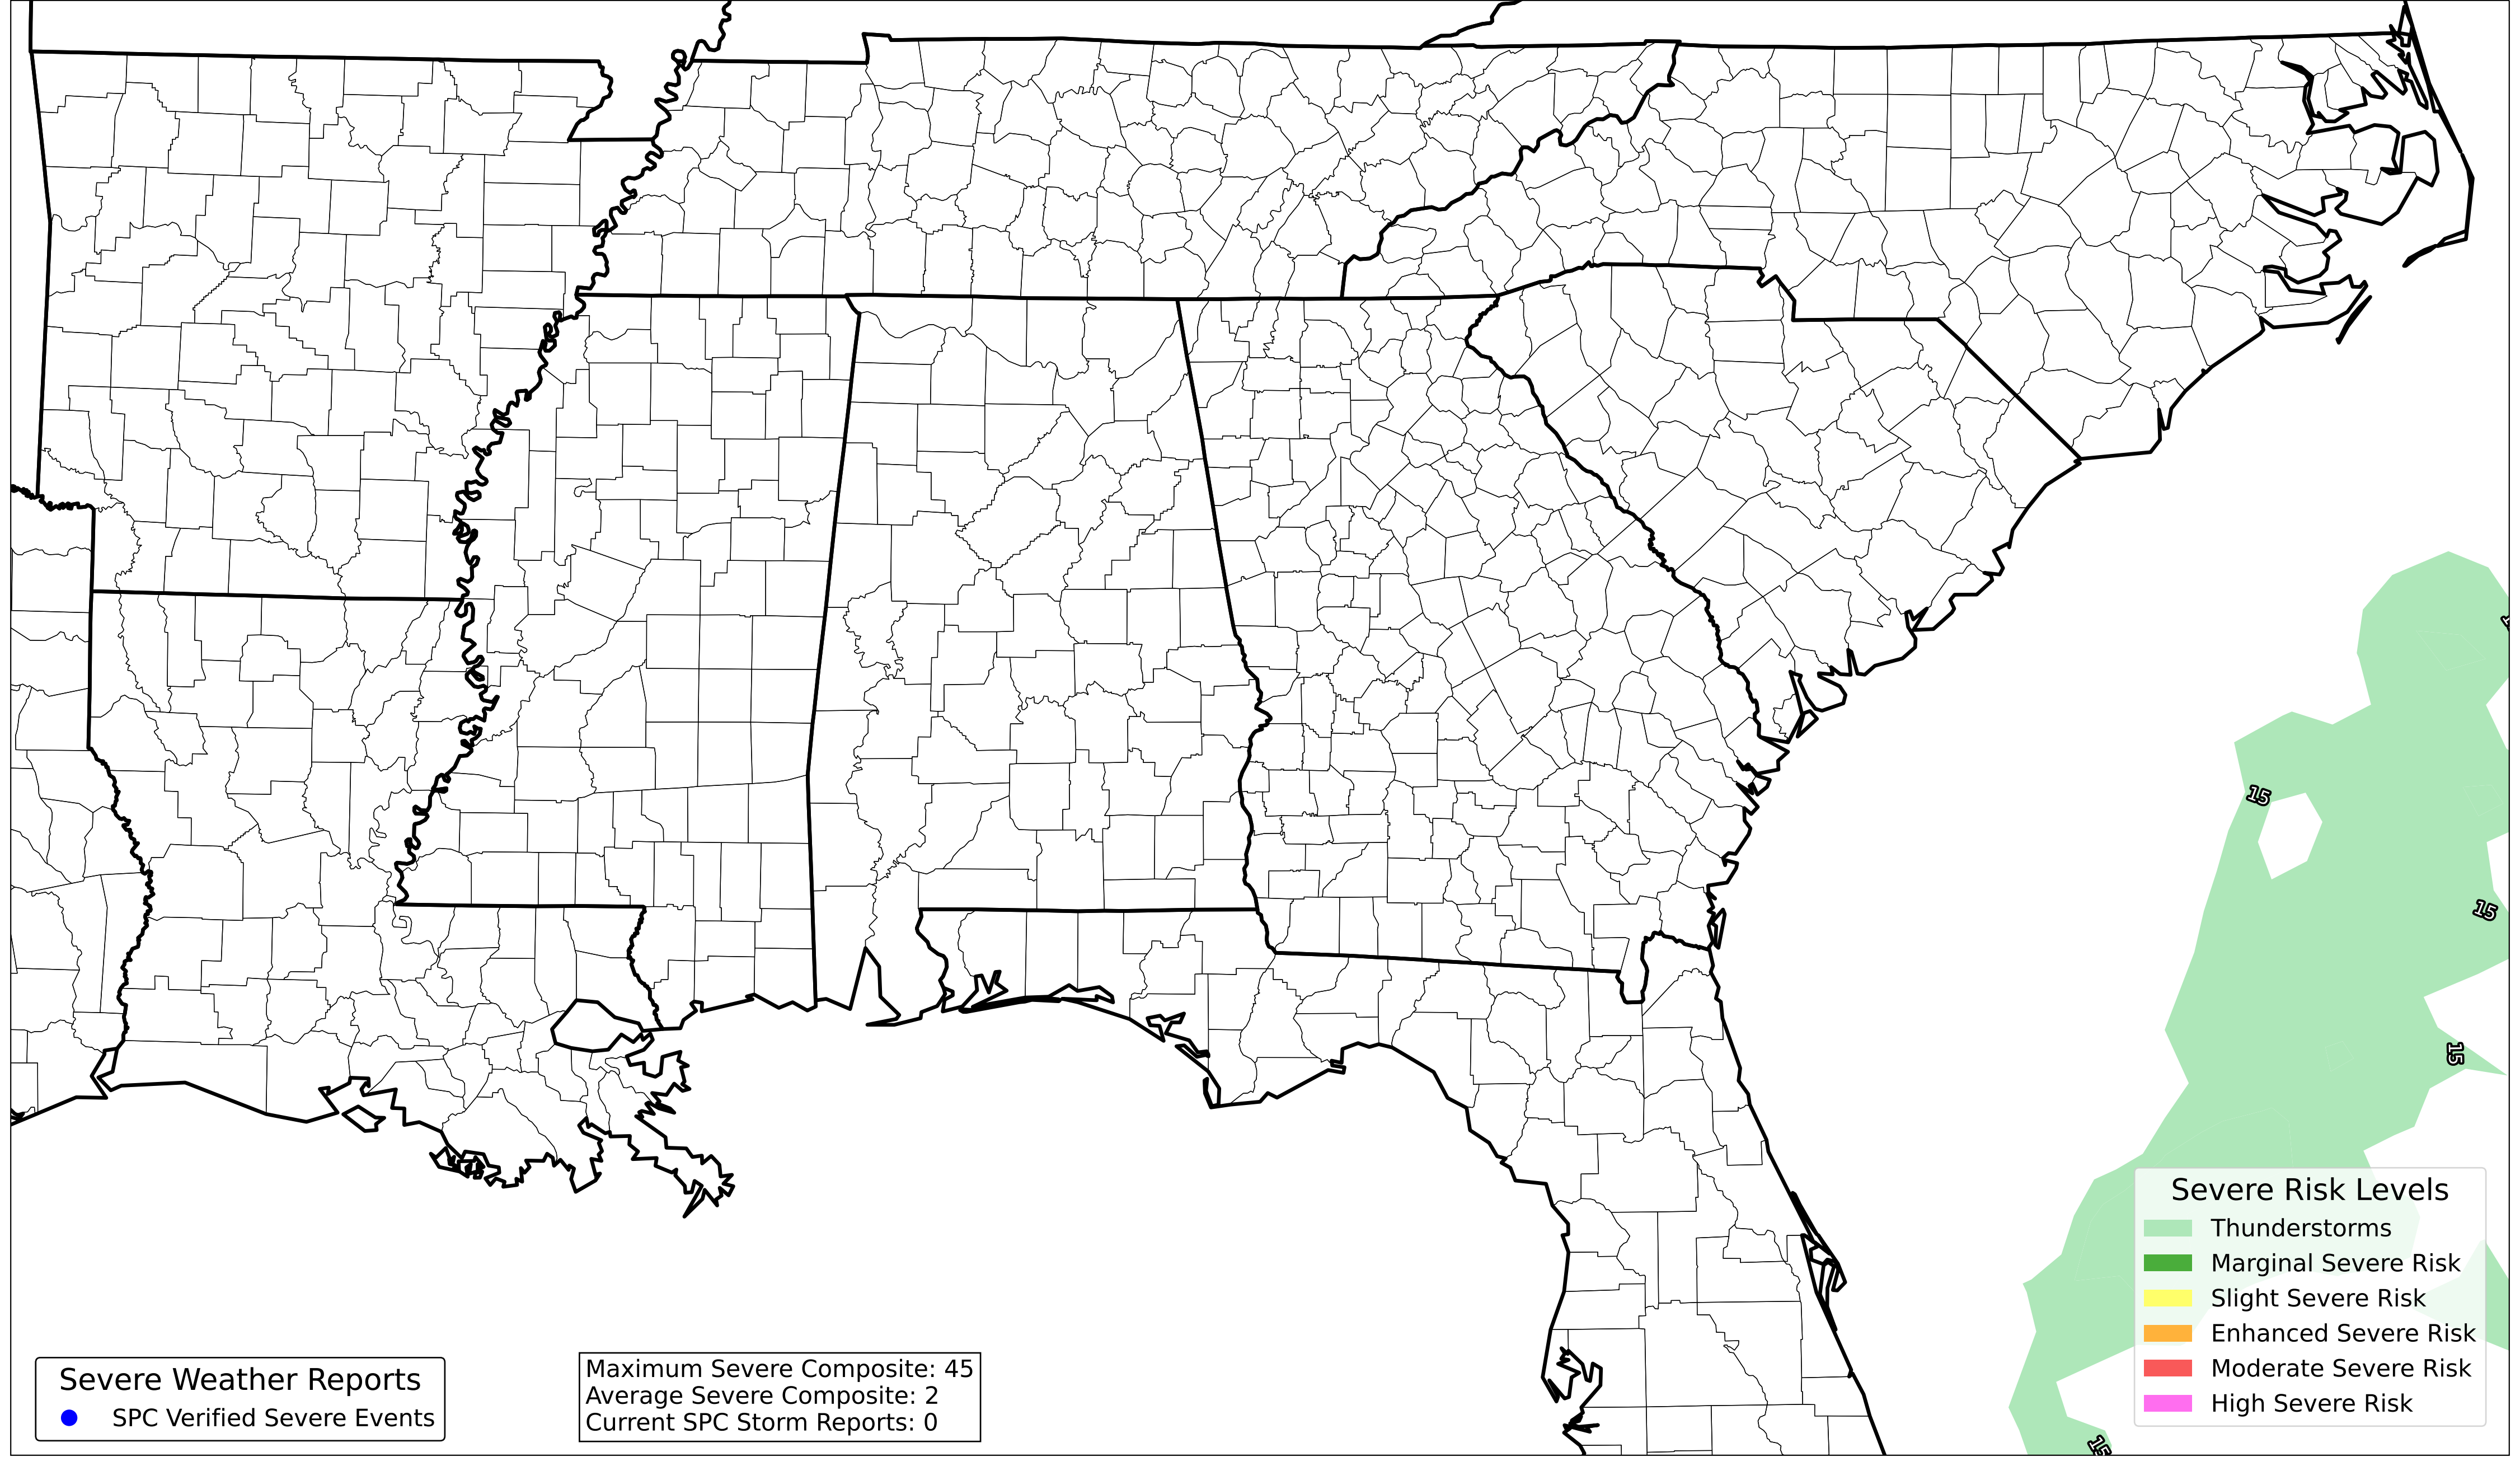 15
15
15
Severe Risk Levels
Thunderstorms
Marginal Severe Risk
Slight Severe Risk
Enhanced Severe Risk
Moderate Severe Risk
High Severe Risk
Severe Weather Reports
SPC Verified Severe Events
Maximum Severe Composite: 45
Average Severe Composite: 2
Current SPC Storm Reports: 0
15